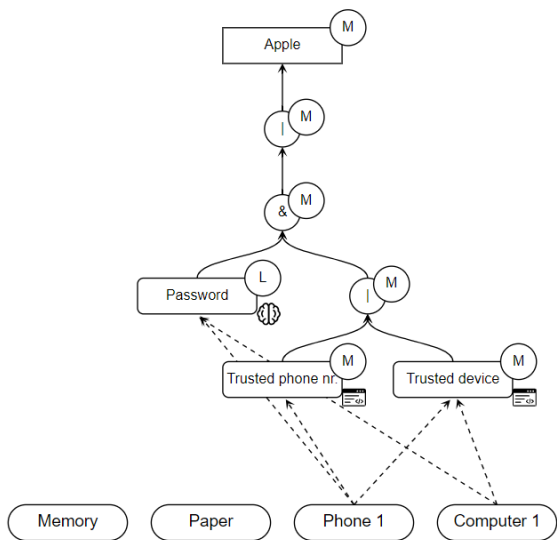 Apple
M
|
M
&
M
Password
L
|
M
Trusted phone nr.
M
Trusted device
M
Memory
Paper
Phone 1
Computer 1